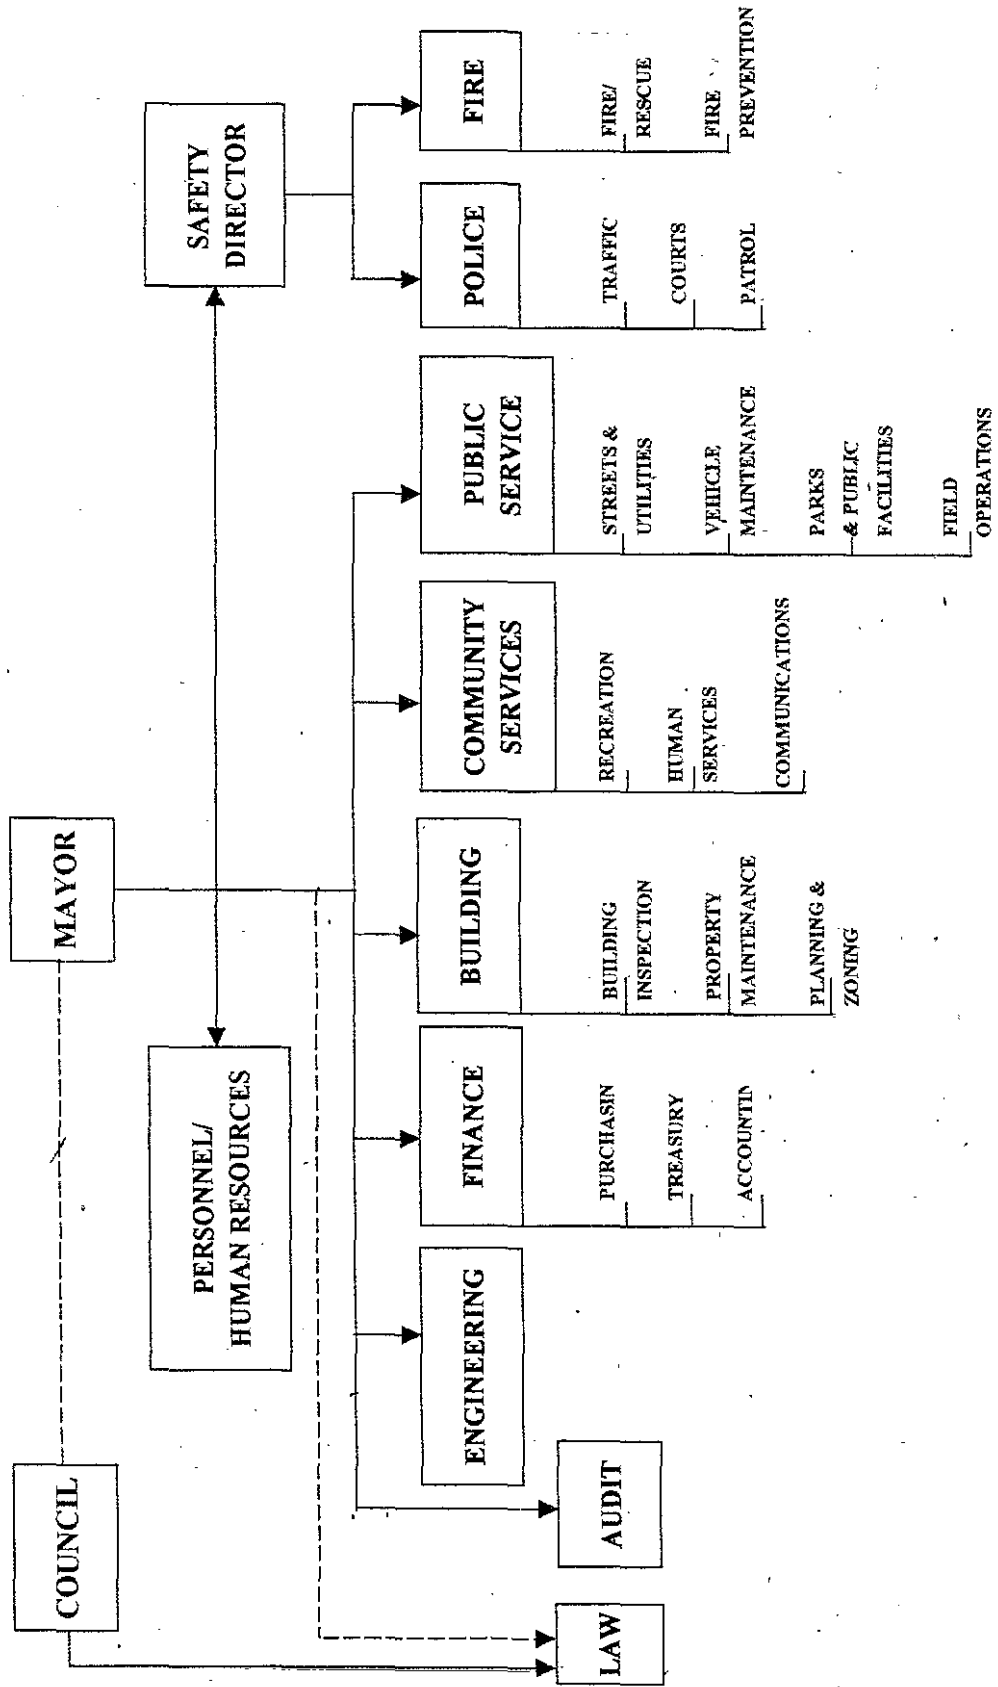 COUNCIL
MAYOR
PERSONNEL/
HUMAN RESOURCES
SAFETY
DIRECTOR
LAW
AUDIT
ENGINEERING
FINANCE
PURCHASIN
TREASURY
ACCOUNTIN
BUILDING
BUILDING
INSPECTION
PROPERTY
MAINTENANCE
PLANNING &
ZONING
COMMUNITY
SERVICES
RECREATION
HUMAN
SERVICES
COMMUNICATIONS
PUBLIC
SERVICE
STREETS &
UTILITIES
VEHICLE
MAINTENANCE
PARKS
& PUBLIC
FACILITIES
FIELD
OPERATIONS
POLICE
TRAFFIC
COURTS
PATROL
FIRE
FIRE/
RESCUE
FIRE
PREVENTION